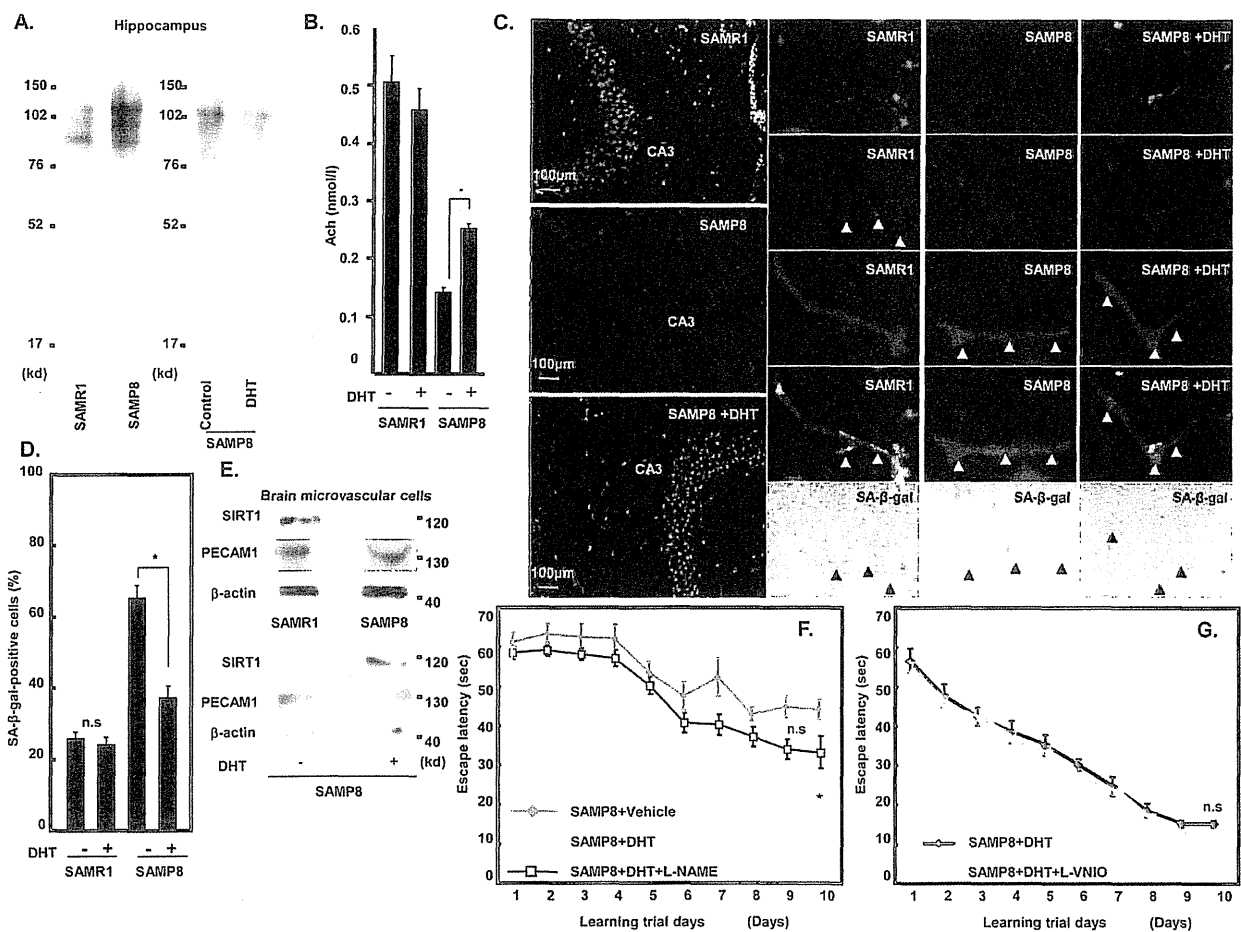 A.
Hippocampus
150
102
76
52
17
(kd)
150
102
76
52
17
(kd)
SAMR1
SAMP8
Control
DHT
SAMP8
B.
Ach (nmol/l)
0.6
0.5
0.4
0.3
0.2
0.1
0
*
DHT - + - +
SAMR1 SAMP8
C.
SAMR1
CA3
100μm
SAMP8
CA3
100μm
SAMP8 +DHT
CA3
100μm
SAMR1 SAMP8 SAMP8 +DHT
SAMR1 SAMP8 SAMP8 +DHT
SAMR1 SAMP8 SAMP8 +DHT
SAMR1 SAMP8 SAMP8 +DHT
SA-β-gal SA-β-gal SA-β-gal
D.
SA-β-gal-positive cells (%)
100
80
60
40
20
0
n.s
*
DHT - + - +
SAMR1 SAMP8
E.
Brain microvascular cells
SIRT1 120
PECAM1 130
β-actin 40
SAMR1 SAMP8
SIRT1 120
PECAM1 130
β-actin 40
DHT - + (kd)
SAMP8
F.
Escape latency (sec)
70
60
50
40
30
20
10
0
n.s
*
SAMP8+Vehicle
SAMP8+DHT
SAMP8+DHT+L-NAME
1 2 3 4 5 6 7 8 9 10
Learning trial days (Days)
G.
Escape latency (sec)
70
60
50
40
30
20
10
0
n.s
SAMP8+DHT
SAMP8+DHT+L-VNIO
1 2 3 4 5 6 7 8 9 10
Learning trial days (Days)